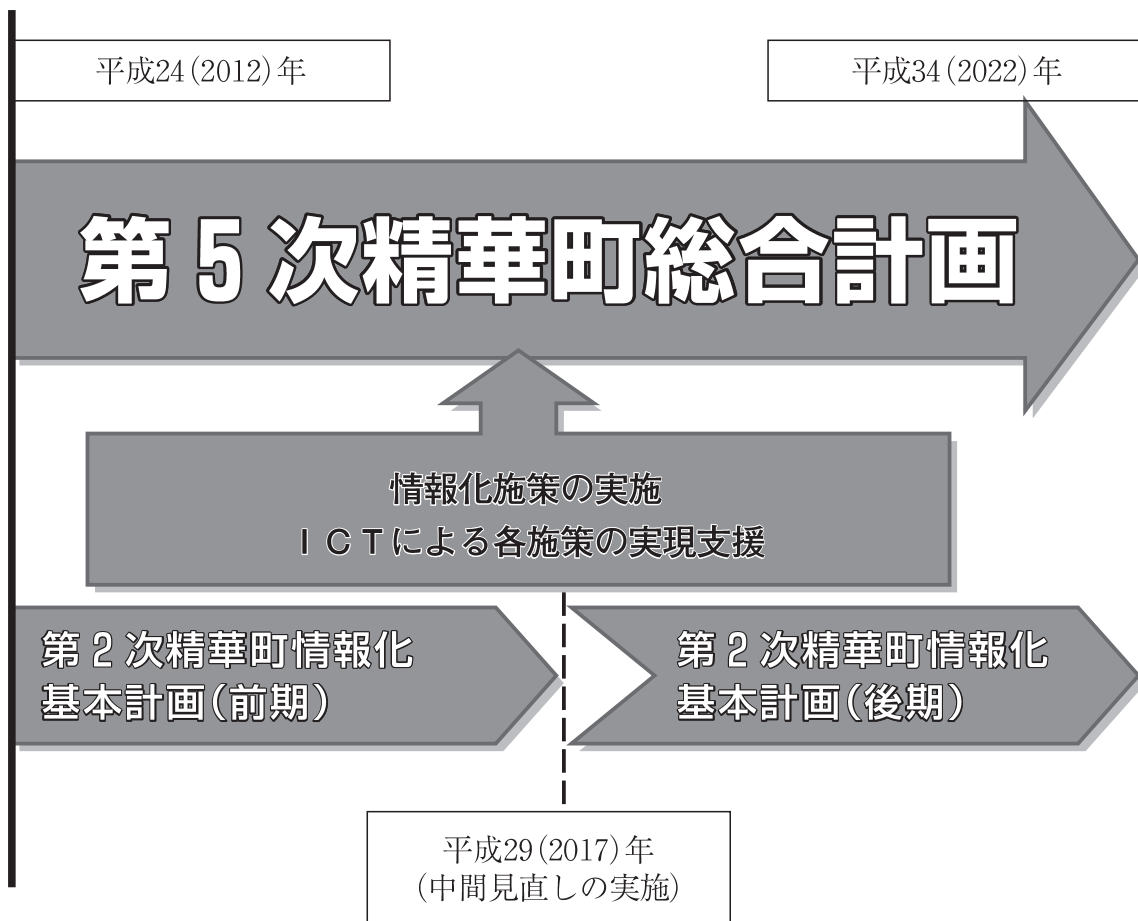 平成24(2012)年
平成34(2022)年
第5次精華町総合計画
情報化施策の実施
ICTによる各施策の実現支援
第2次精華町情報化
基本計画(前期)
第2次精華町情報化
基本計画(後期)
平成29(2017)年
(中間見直しの実施)